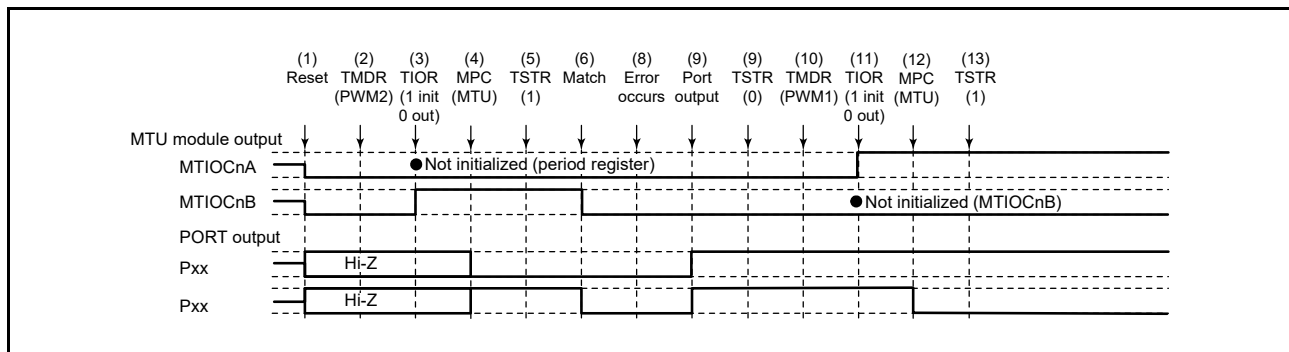 (1) (2) (3) (4) (5) (6) (8) (9) (9) (10) (11) (12) (13)
Reset TMDR TIOR MPC TSTR Match Error Port TSTR TMDR TIOR MPC TSTR
(PWM2) (1 init (MTU) (1) occurs output (0) (PWM1) (1 init (MTU) (1)
0 out) 0 out)
MTU module output
MTIOCnA Not initialized (period register)
MTIOCnB Not initialized (MTIOCnB)
PORT output
Pxx Hi-Z
Pxx Hi-Z